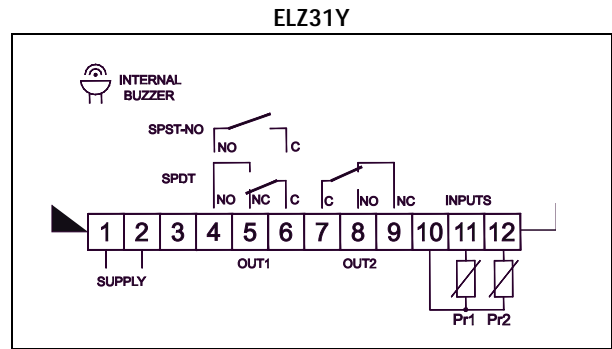 ELZ31Y
INTERNAL
BUZZER
SPST-NO
NO C
SPDT
NO NC C C NO NC INPUTS
1 2 3 4 5 6 7 8 9 10 11 12
OUT1 OUT2
SUPPLY
Pr1 Pr2